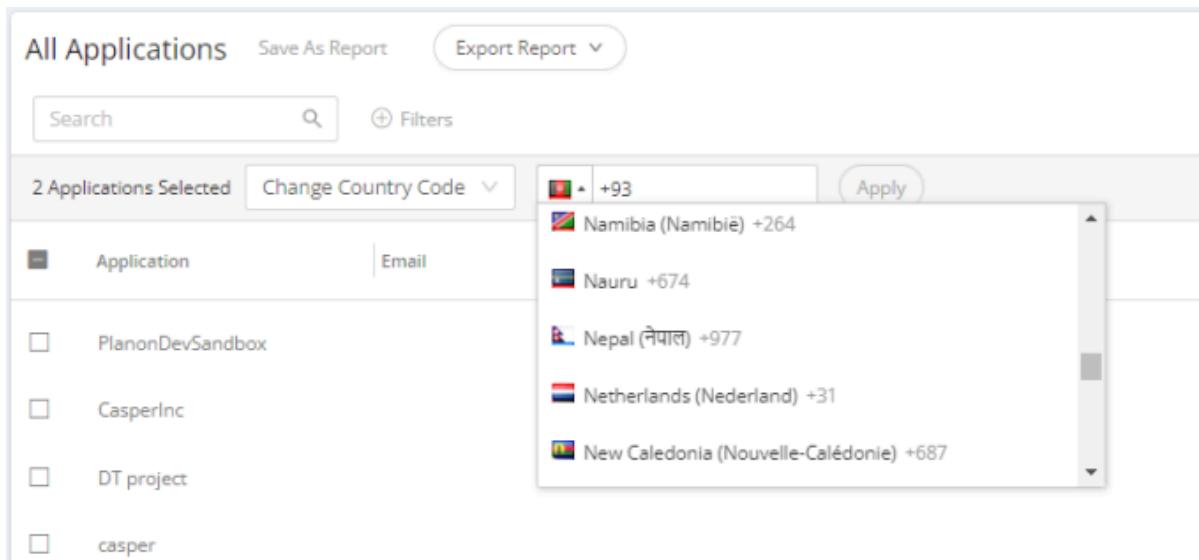 All Applications Save As Report Export Report
Search Filters
2 Applications Selected Change Country Code +93 Apply
Namibia (Namibië) +264
Application Email
Nauru +674
Nepal (नेपाल) +977
PlanonDevSandbox
Netherlands (Nederland) +31
CasperInc
New Caledonia (Nouvelle-Calédonie) +687
DT project
casper